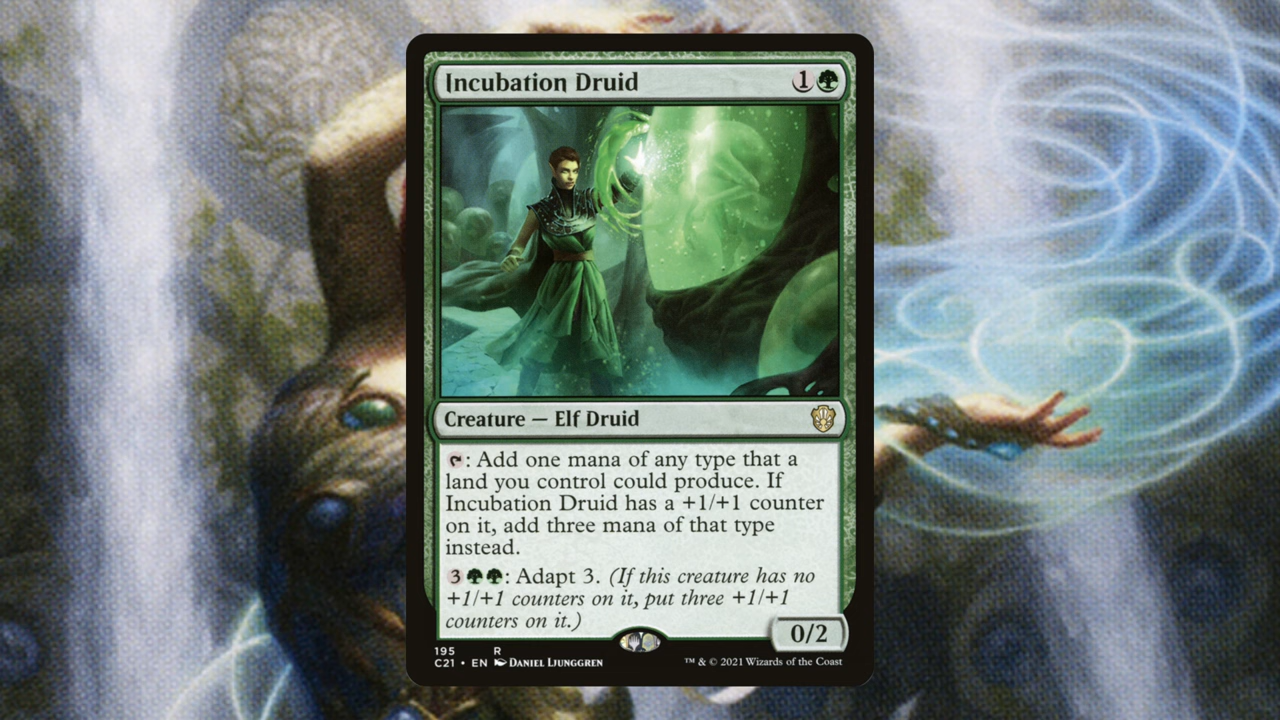 Incubation Druid 1
Creature — Elf Druid
: Add one mana of any type that a
land you control could produce. If
Incubation Druid has a +1/+1 counter
on it, add three mana of that type
instead.
3: Adapt 3. (If this creature has no
+1/+1 counters on it, put three +1/+1
counters on it.)
0/2
195 R
C21 • EN DANIEL LJUNGGREN
™ & © 2021 Wizards of the Coast